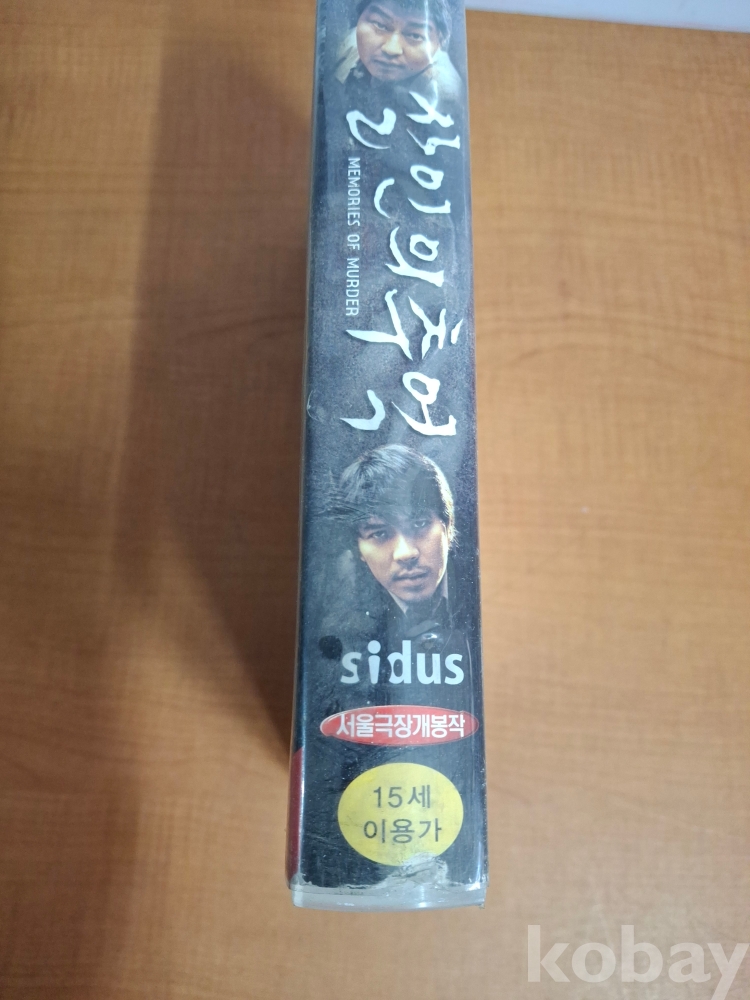 살인의 추억
MEMORIES OF MURDER
sidus
서울극장개봉작
15세
이용가
kobay